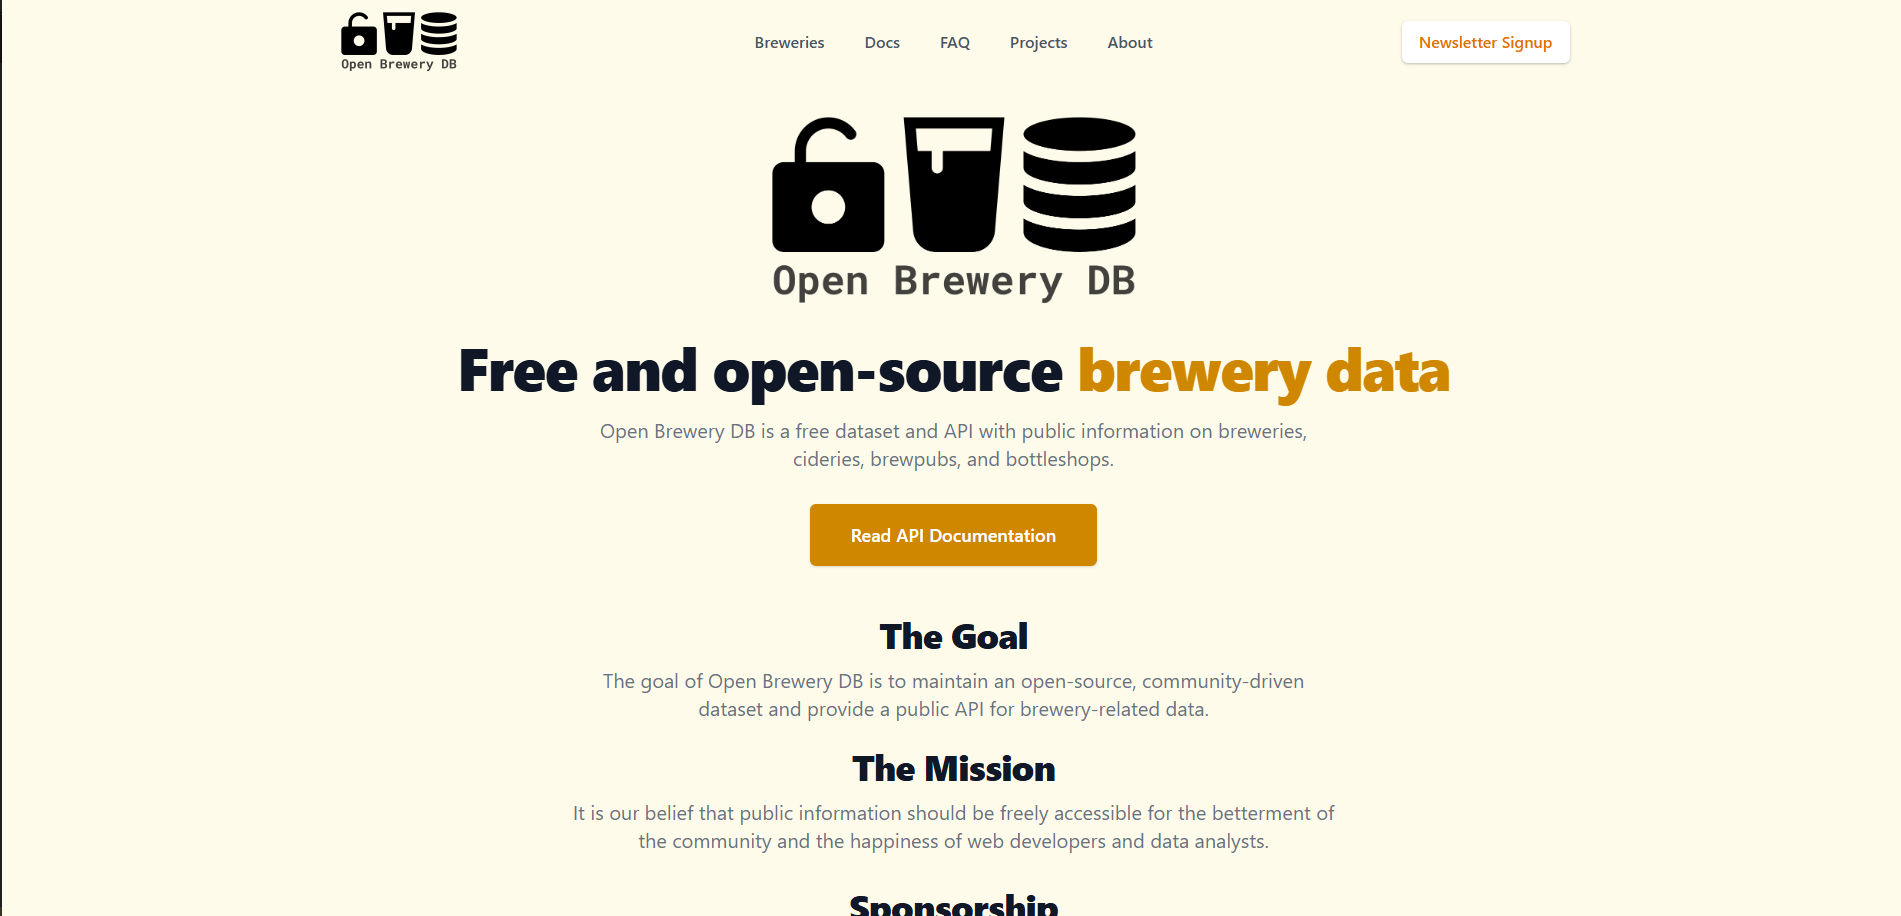 Open Brewery DB
Breweries
Docs
FAQ
Projects
About
Newsletter Signup
Open Brewery DB
Free and open-source brewery data
Open Brewery DB is a free dataset and API with public information on breweries,
cideries, brewpubs, and bottleshops.
Read API Documentation
The Goal
The goal of Open Brewery DB is to maintain an open-source, community-driven
dataset and provide a public API for brewery-related data.
The Mission
It is our belief that public information should be freely accessible for the betterment of
the community and the happiness of web developers and data analysts.
Sponsorship